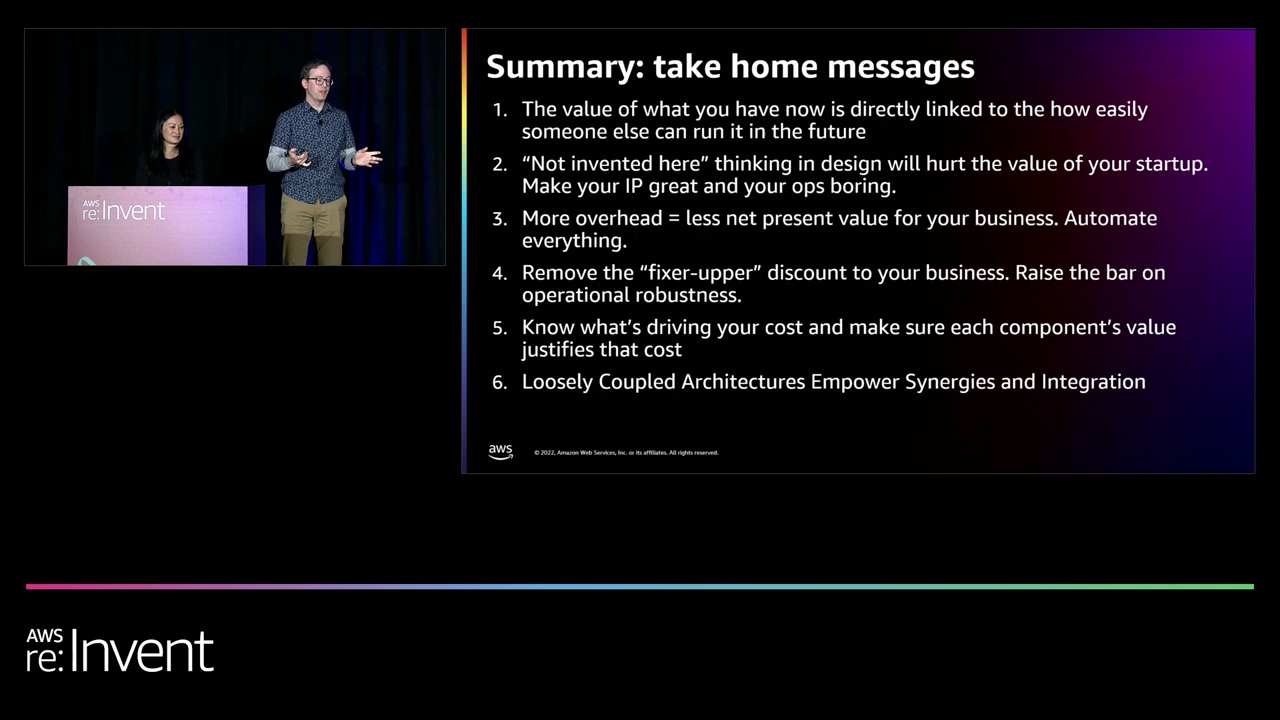 AWS
re:Invent
Summary: take home messages
1. The value of what you have now is directly linked to the how easily
someone else can run it in the future
2. “Not invented here” thinking in design will hurt the value of your startup.
Make your IP great and your ops boring.
3. More overhead = less net present value for your business. Automate
everything.
4. Remove the “fixer-upper” discount to your business. Raise the bar on
operational robustness.
5. Know what’s driving your cost and make sure each component’s value
justifies that cost
6. Loosely Coupled Architectures Empower Synergies and Integration
aws
© 2022, Amazon Web Services, Inc. or its affiliates. All rights reserved.
AWS
re:Invent